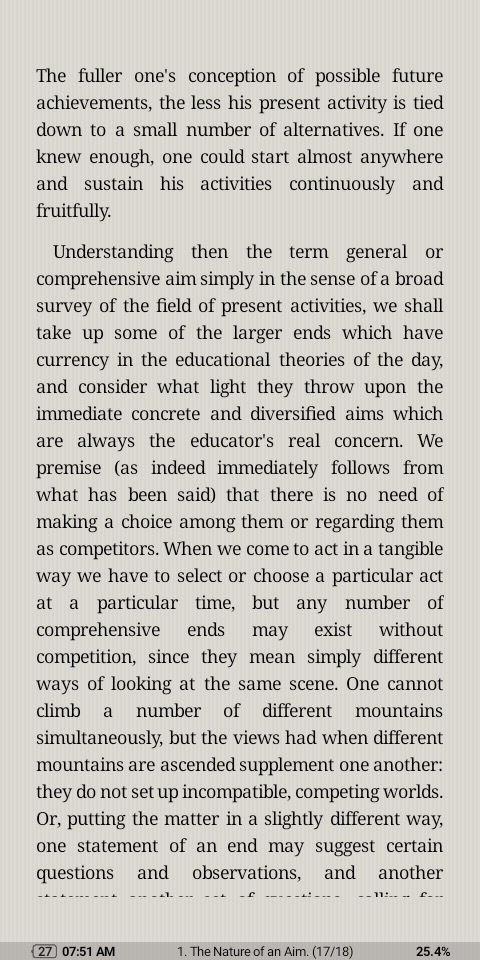 The fuller one's conception of possible future
achievements, the less his present activity is tied
down to a small number of alternatives. If one
knew enough, one could start almost anywhere
and sustain his activities continuously and
fruitfully.
Understanding then the term general or
comprehensive aim simply in the sense of a broad
survey of the field of present activities, we shall
take up some of the larger ends which have
currency in the educational theories of the day,
and consider what light they throw upon the
immediate concrete and diversified aims which
are always the educator's real concern. We
premise (as indeed immediately follows from
what has been said) that there is no need of
making a choice among them or regarding them
as competitors. When we come to act in a tangible
way we have to select or choose a particular act
at a particular time, but any number of
comprehensive ends may exist without
competition, since they mean simply different
ways of looking at the same scene. One cannot
climb a number of different mountains
simultaneously, but the views had when different
mountains are ascended supplement one another:
they do not set up incompatible, competing worlds.
Or, putting the matter in a slightly different way,
one statement of an end may suggest certain
questions and observations, and another
statement another set of questions, calling for
27 07:51 AM 1. The Nature of an Aim. (17/18) 25.4%